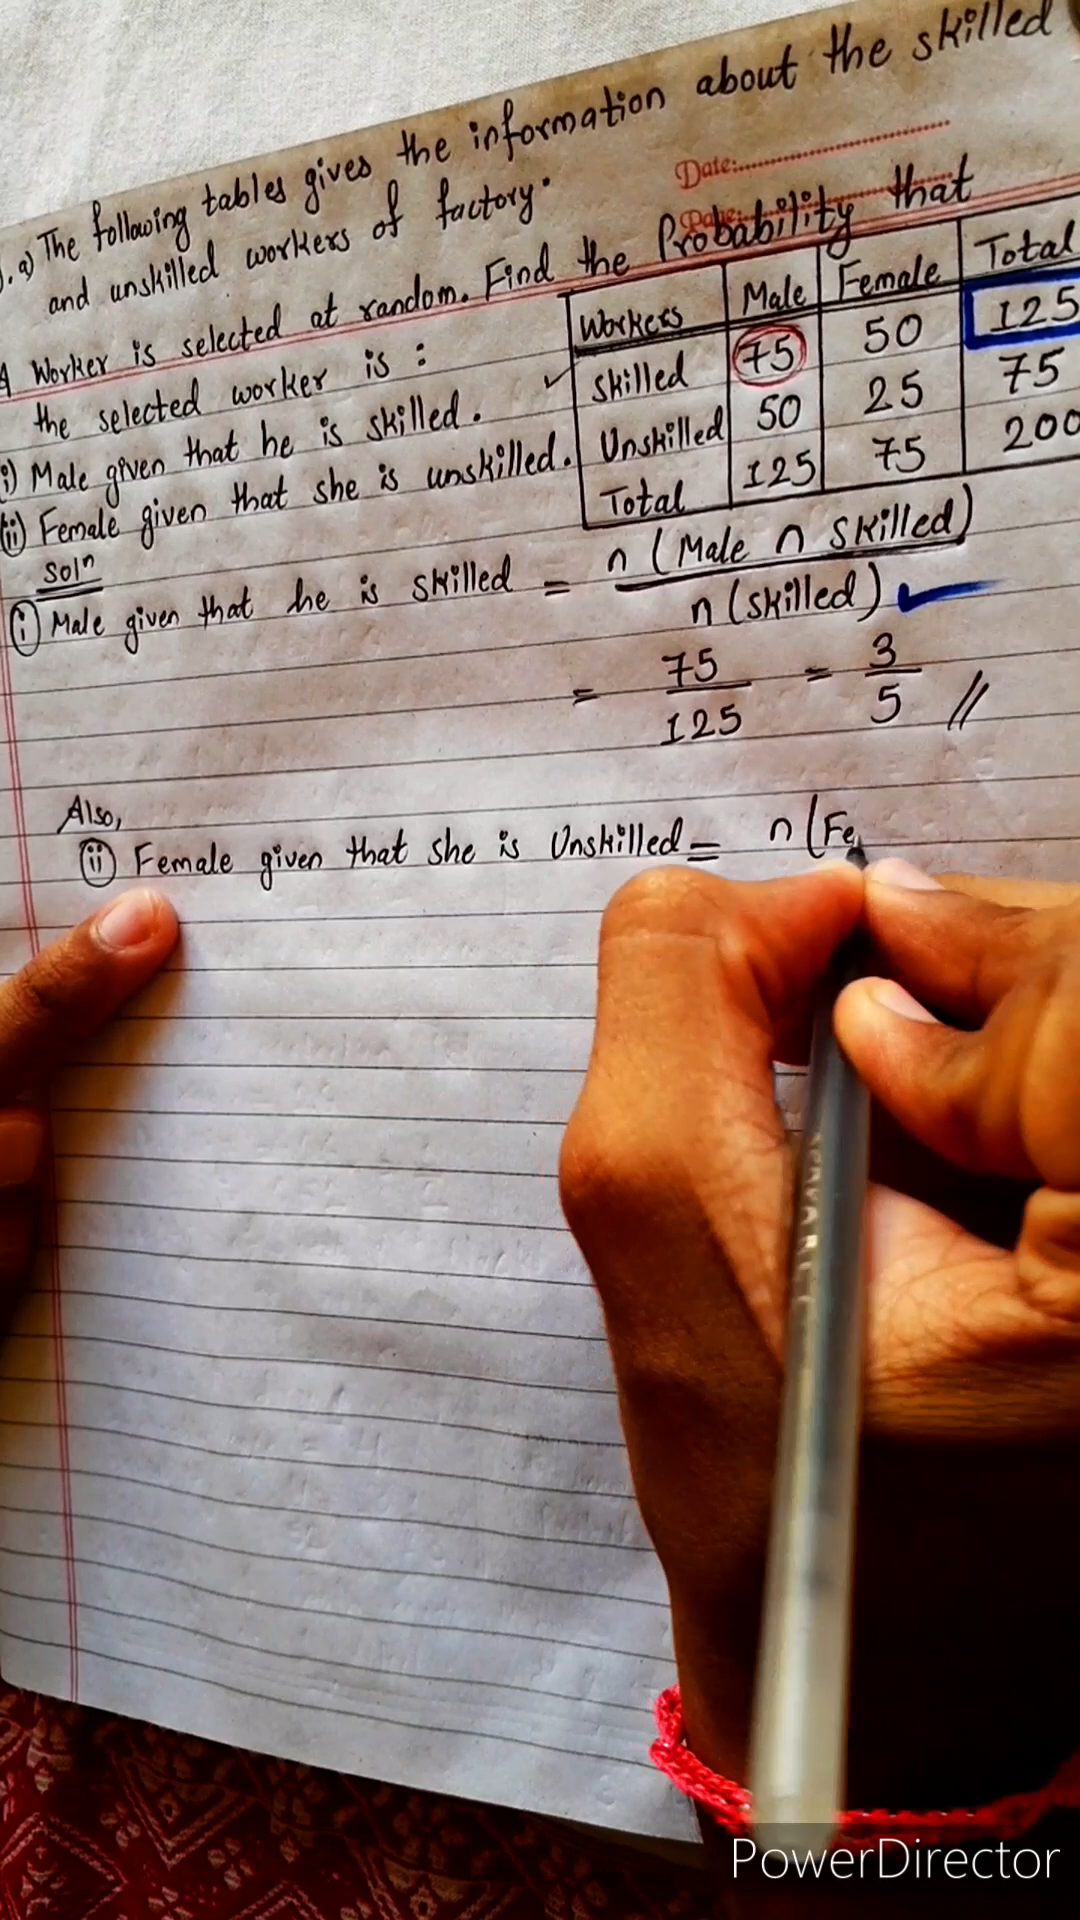 ). a) The following tables gives the information about the skilled
and unskilled workers of factory.
Date:
Page:
A Worker is selected at random. Find the Probability that
the selected worker is :
i) Male given that he is skilled.
(ii) Female given that she is unskilled.
Workers Male Female Total
Skilled 75 50 125
Unskilled 50 25 75
Total 125 75 200
Solⁿ
(i) Male given that he is skilled = n (Male ∩ Skilled)
n (skilled)
= 75 = 3
125 5 //
Also,
(ii) Female given that she is Unskilled = n (Fe
PowerDirector